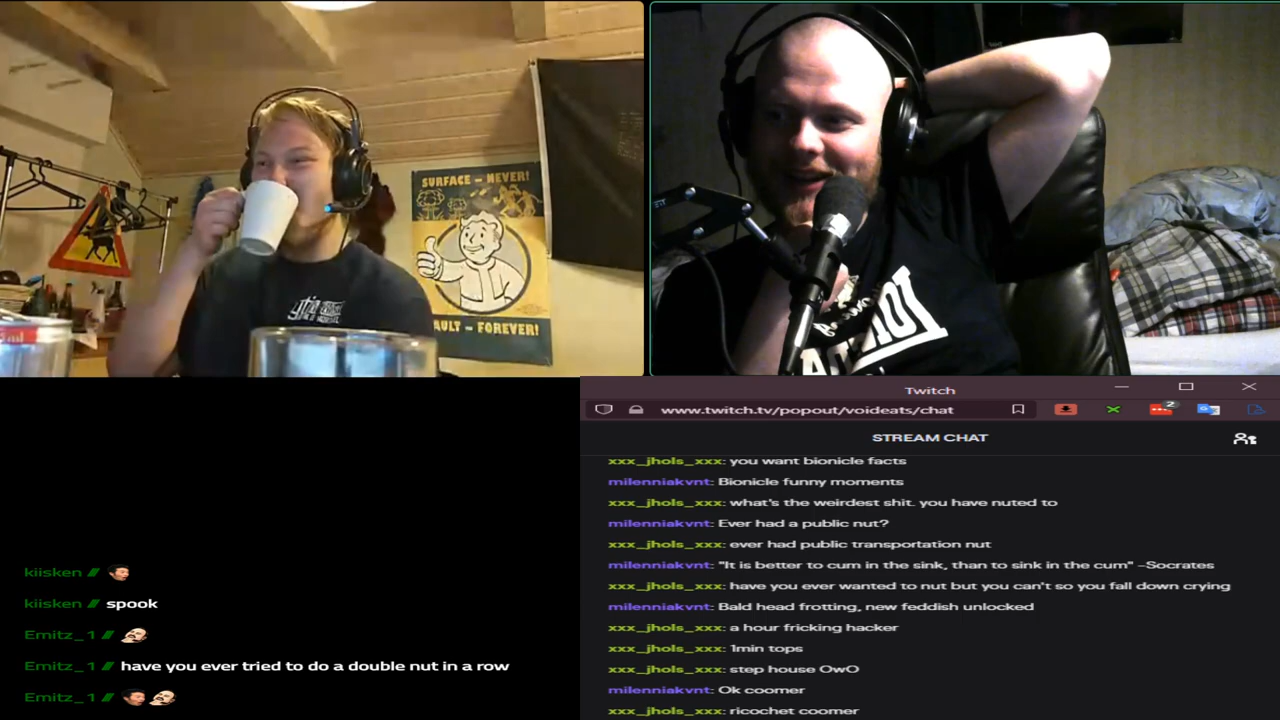 SURFACE – NEVER!
AULT – FOREVER!
Twitch
www.twitch.tv/popout/voideats/chat
2
STREAM CHAT
xxx_jhols_xxx: you want bionicle facts
milenniakvnt: Bionicle funny moments
xxx_jhols_xxx: what's the weirdest shit. you have nuted to
milenniakvnt: Ever had a public nut?
xxx_jhols_xxx: ever had public transportation nut
milenniakvnt: "It is better to cum in the sink, than to sink in the cum" –Socrates
xxx_jhols_xxx: have you ever wanted to nut but you can't so you fall down crying
milenniakvnt: Bald head frotting, new feddish unlocked
xxx_jhols_xxx: a hour fricking hacker
xxx_jhols_xxx: 1min tops
xxx_jhols_xxx: step house OwO
milenniakvnt: Ok coomer
xxx_jhols_xxx: ricochet coomer
kiisken //
kiisken // spook
Emitz_1 //
Emitz_1 // have you ever tried to do a double nut in a row
Emitz_1 //